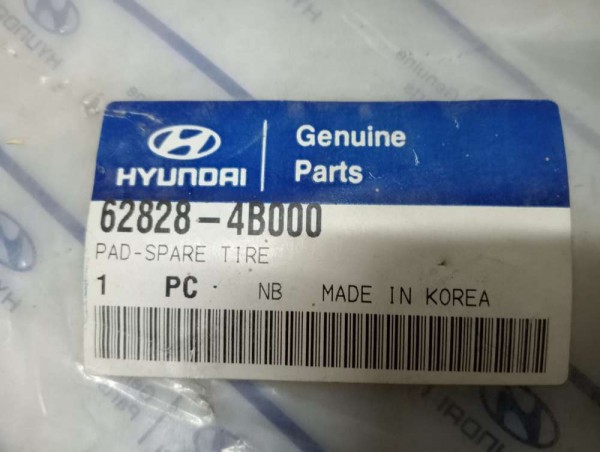 HYUNDAI
Genuine
Parts
62828-4B000
PAD-SPARE TIRE
1 PC NB MADE IN KOREA